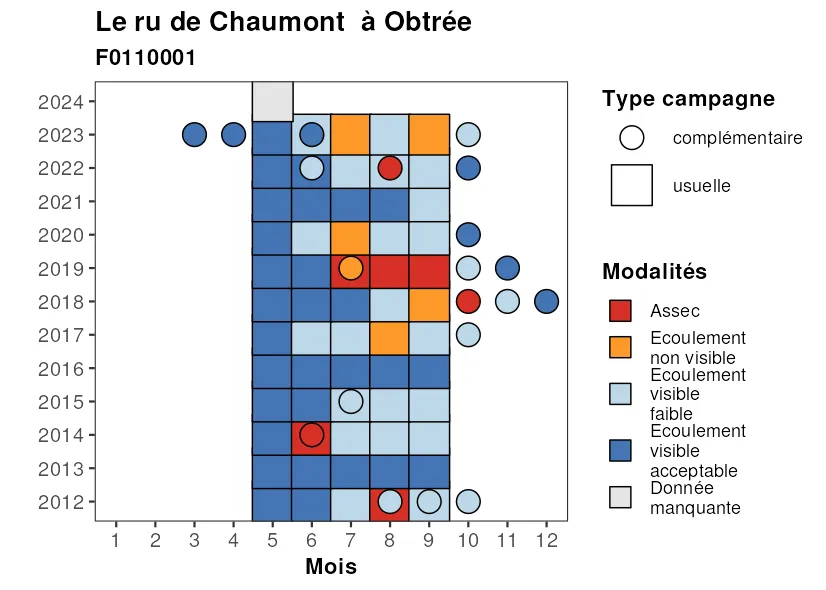 Le ru de Chaumont  à Obtrée
F0110001
2024
2023
2022
2021
2020
2019
2018
2017
2016
2015
2014
2013
2012
1 2 3 4 5 6 7 8 9 10 11 12
Mois
Type campagne
complémentaire
usuelle
Modalités
Assec
Ecoulement
non visible
Ecoulement
visible
faible
Ecoulement
visible
acceptable
Donnée
manquante